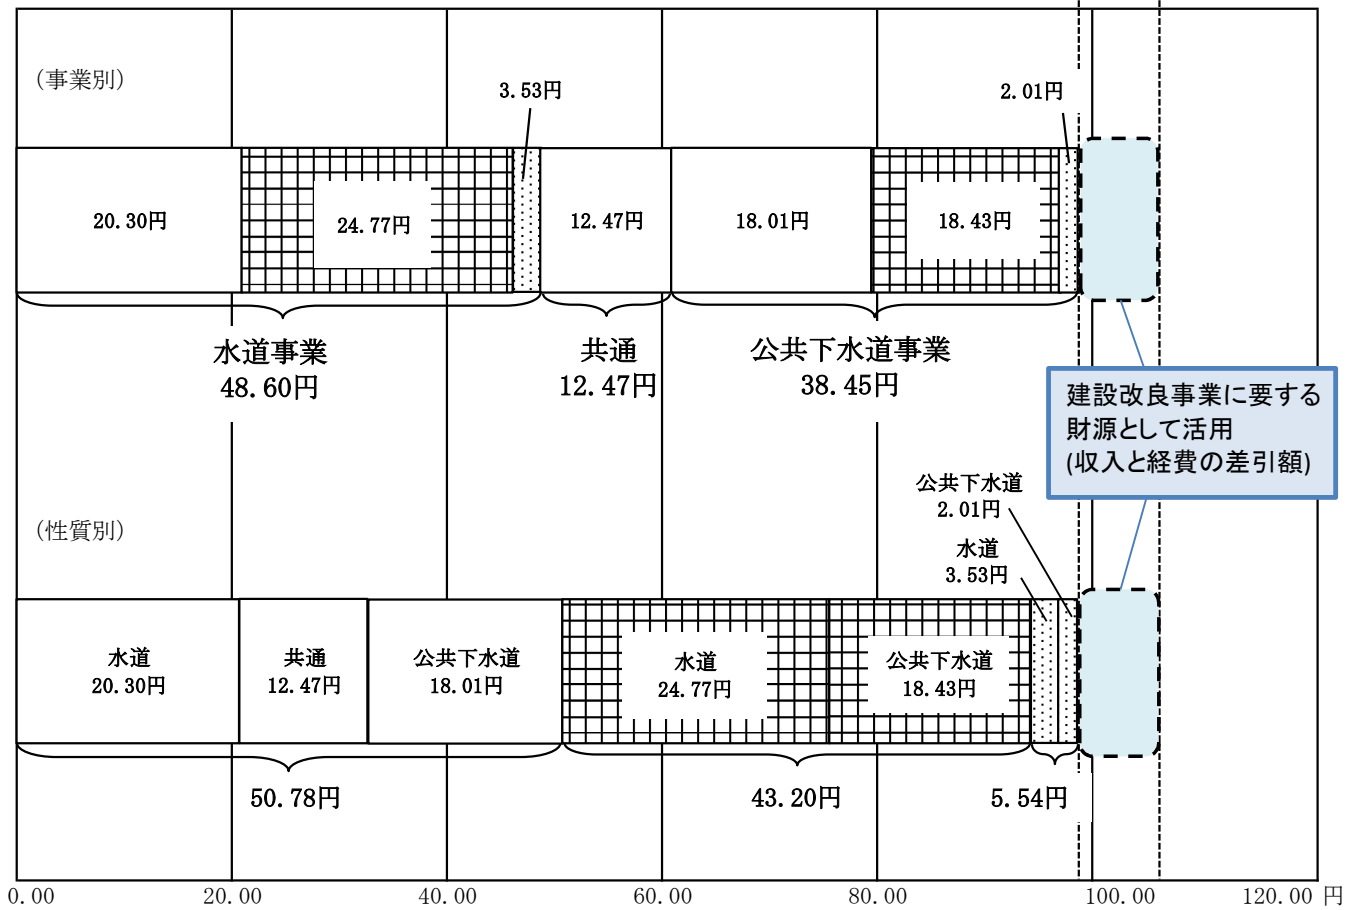 （事業別）
3.53円
2.01円
20.30円
24.77円
12.47円
18.01円
18.43円
水道事業
48.60円
共通
12.47円
公共下水道事業
38.45円
建設改良事業に要する
財源として活用
(収入と経費の差引額)
（性質別）
公共下水道
2.01円
水道
3.53円
水道
20.30円
共通
12.47円
公共下水道
18.01円
水道
24.77円
公共下水道
18.43円
50.78円
43.20円
5.54円
0.00 20.00 40.00 60.00 80.00 100.00 120.00 円